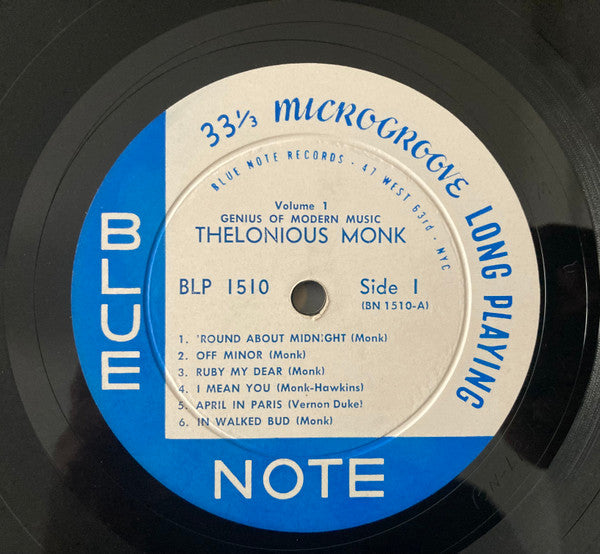 33⅓ MICROGROOVE LONG PLAYING
BLUE NOTE RECORDS · 47 WEST 63rd · NYC
Volume 1
GENIUS OF MODERN MUSIC
THELONIOUS MONK
BLP 1510 Side 1
(BN 1510-A)
1. 'ROUND ABOUT MIDNIGHT (Monk)
2. OFF MINOR (Monk)
3. RUBY MY DEAR (Monk)
4. I MEAN YOU (Monk-Hawkins)
5. APRIL IN PARIS (Vernon Duke)
6. IN WALKED BUD (Monk)
BLUE
NOTE